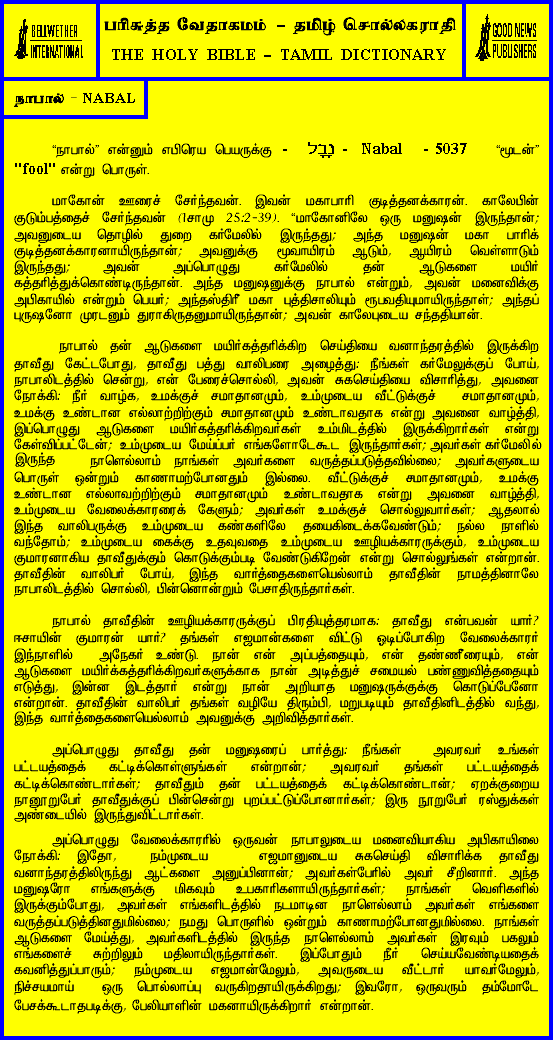 BELLWETHER
INTERNATIONAL
பரிசுத்த வேதாகமம் – தமிழ் சொல்லகராதி
THE HOLY BIBLE – TAMIL DICTIONARY
GOOD NEWS
PUBLISHERS
நாபால் – NABAL
“நாபால்” என்னும் எபிரெய பெயருக்கு - נָבָל - Nabal - 5037 “மூடன்”
"fool" என்று பொருள்.
மாகோன் ஊரைச் சேர்ந்தவன். இவன் மகாபாரி குடித்தனக்காரன். காலேபின்
குடும்பத்தைச் சேர்ந்தவன் (1சாமு 25:2-39). “மாகோனிலே ஒரு மனுஷன் இருந்தான்;
அவனுடைய தொழில் துறை கர்மேலில் இருந்தது; அந்த மனுஷன் மகா பாரிக்
குடித்தனக்காரனாயிருந்தான்; அவனுக்கு மூவாயிரம் ஆடும், ஆயிரம் வெள்ளாடும்
இருந்தது; அவன் அப்பொழுது கர்மேலில் தன் ஆடுகளை மயிர்
கத்தரித்துக்கொண்டிருந்தான். அந்த மனுஷனுக்கு நாபால் என்றும், அவன் மனைவிக்கு
அபிகாயில் என்றும் பெயர்; அந்தஸ்திரீ மகா புத்திசாலியும் ரூபவதியுமாயிருந்தாள்; அந்தப்
புருஷனோ முரடனும் துராகிருதனுமாயிருந்தான்; அவன் காலேபுடைய சந்ததியான்.
நாபால் தன் ஆடுகளை மயிர்கத்தரிக்கிற செய்தியை வனாந்தரத்தில் இருக்கிற
தாவீது கேட்டபோது, தாவீது பத்து வாலிபரை அழைத்து: நீங்கள் கர்மேலுக்குப் போய்,
நாபாலிடத்தில் சென்று, என் பேரைச்சொல்லி, அவன் சுகசெய்தியை விசாரித்து, அவனை
நோக்கி: நீர் வாழ்க, உமக்குச் சமாதானமும், உம்முடைய வீட்டுக்குச் சமாதானமும்,
உமக்கு உண்டான எல்லாற்றிற்கும் சமாதானமும் உண்டாவதாக என்று அவனை வாழ்த்தி,
இப்பொழுது ஆடுகளை மயிர்கத்தரிக்கிறவர்கள் உம்மிடத்தில் இருக்கிறார்கள் என்று
கேள்விப்பட்டேன்; உம்முடைய மேய்ப்பர் எங்களோடேகூட இருந்தார்கள்; அவர்கள் கர்மேலில்
இருந்த நாளெல்லாம் நாங்கள் அவர்களை வருத்தப்படுத்தவில்லை; அவர்களுடைய
பொருள் ஒன்றும் காணாமற்போனதும் இல்லை. வீட்டுக்குச் சமாதானமும், உமக்கு
உண்டான எல்லாவற்றிற்கும் சமாதானமும் உண்டாவதாக என்று அவனை வாழ்த்தி,
உம்முடைய வேலைக்காரரைக் கேளும்; அவர்கள் உமக்குச் சொல்லுவார்கள்; ஆதலால்
இந்த வாலிபருக்கு உம்முடைய கண்களிலே தயைகிடைக்கவேண்டும்; நல்ல நாளில்
வந்தோம்; உம்முடைய கைக்கு உதவுவதை உம்முடைய ஊழியக்காரருக்கும், உம்முடைய
குமாரனாகிய தாவீதுக்கும் கொடுக்கும்படி வேண்டுகிறேன் என்று சொல்லுங்கள் என்றான்.
தாவீதின் வாலிபர் போய், இந்த வார்த்தைகளையெல்லாம் தாவீதின் நாமத்தினாலே
நாபாலிடத்தில் சொல்லி, பின்னொன்றும் பேசாதிருந்தார்கள்.
நாபால் தாவீதின் ஊழியக்காரருக்குப் பிரதியுத்தரமாக: தாவீது என்பவன் யார்?
ஈசாயின் குமாரன் யார்? தங்கள் எஜமான்களை விட்டு ஓடிப்போகிற வேலைக்காரர்
இந்நாளில் அநேகர் உண்டு. நான் என் அப்பத்தையும், என் தண்ணீரையும், என்
ஆடுகளை மயிர்க்கத்தரிக்கிறவர்களுக்காக நான் அடித்துச் சமையல் பண்ணுவித்ததையும்
எடுத்து, இன்ன இடத்தார் என்று நான் அறியாத மனுஷருக்குக்கு கொடுப்பேனோ
என்றான். தாவீதின் வாலிபர் தங்கள் வழியே திரும்பி, மறுபடியும் தாவீதினிடத்தில் வந்து,
இந்த வார்த்தைகளையெல்லாம் அவனுக்கு அறிவித்தார்கள்.
அப்பொழுது தாவீது தன் மனுஷரைப் பார்த்து: நீங்கள் அவரவர் உங்கள்
பட்டயத்தைக் கட்டிக்கொள்ளுங்கள் என்றான்; அவரவர் தங்கள் பட்டயத்தைக்
கட்டிக்கொண்டார்கள்; தாவீதும் தன் பட்டயத்தைக் கட்டிக்கொண்டான்; ஏறக்குறைய
நானூறுபேர் தாவீதுக்குப் பின்சென்று புறப்பட்டுப்போனார்கள்; இரு நூறுபேர் ரஸ்துக்கள்
அண்டையில் இருந்துவிட்டார்கள்.
அப்பொழுது வேலைக்காரரில் ஒருவன் நாபாலுடைய மனைவியாகிய அபிகாயிலை
நோக்கி: இதோ, நம்முடைய எஜமானுடைய சுகசெய்தி விசாரிக்க தாவீது
வனாந்தரத்திலிருந்து ஆட்களை அனுப்பினான்; அவர்கள்பேரில் அவர் சீறினார். அந்த
மனுஷரோ எங்களுக்கு மிகவும் உபகாரிகளாயிருந்தார்கள்; நாங்கள் வெளிகளில்
இருக்கும்போது, அவர்கள் எங்களிடத்தில் நடமாடின நாளெல்லாம் அவர்கள் எங்களை
வருத்தப்படுத்தினதுமில்லை; நமது பொருளில் ஒன்றும் காணாமற்போனதுமில்லை. நாங்கள்
ஆடுகளை மேய்த்து, அவர்களிடத்தில் இருந்த நாளெல்லாம் அவர்கள் இரவும் பகலும்
எங்களைச் சுற்றிலும் மதிலாயிருந்தார்கள். இப்போதும் நீர் செய்யவேண்டியதைக்
கவனித்துப்பாரும்; நம்முடைய எஜமான்மேலும், அவருடைய வீட்டார் யாவர்மேலும்,
நிச்சயமாய் ஒரு பொல்லாப்பு வருகிறதாயிருக்கிறது; இவரோ, ஒருவரும் தம்மோடே
பேசக்கூடாதபடிக்கு, பேலியாளின் மகனாயிருக்கிறார் என்றான்.